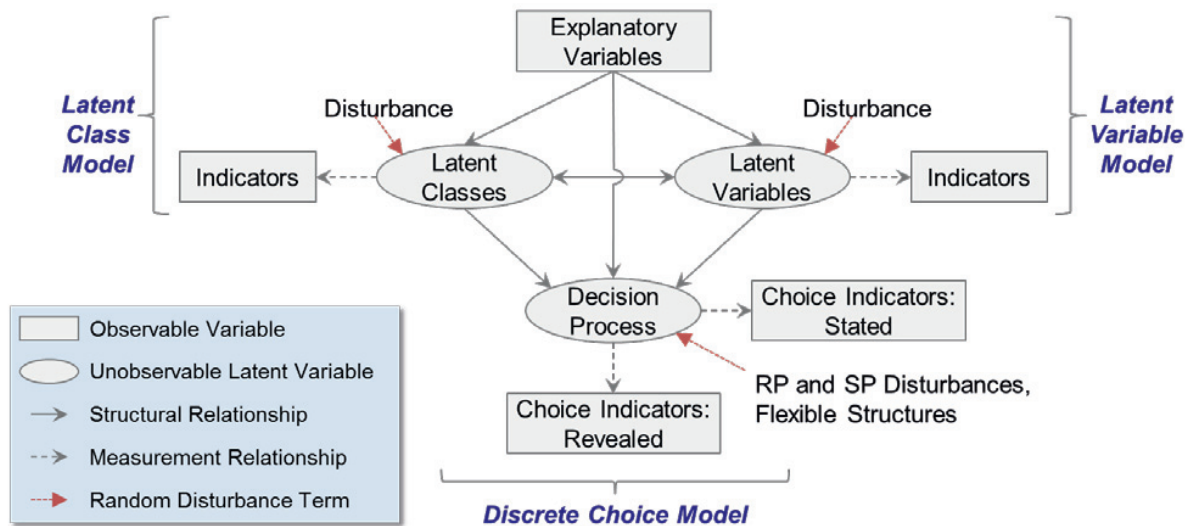 Explanatory
Variables
Latent
Class
Model
Disturbance
Disturbance
Latent
Variable
Model
Indicators
Latent
Classes
Latent
Variables
Indicators
Decision
Process
Choice Indicators:
Stated
RP and SP Disturbances,
Flexible Structures
Choice Indicators:
Revealed
Discrete Choice Model
Observable Variable
Unobservable Latent Variable
Structural Relationship
Measurement Relationship
Random Disturbance Term